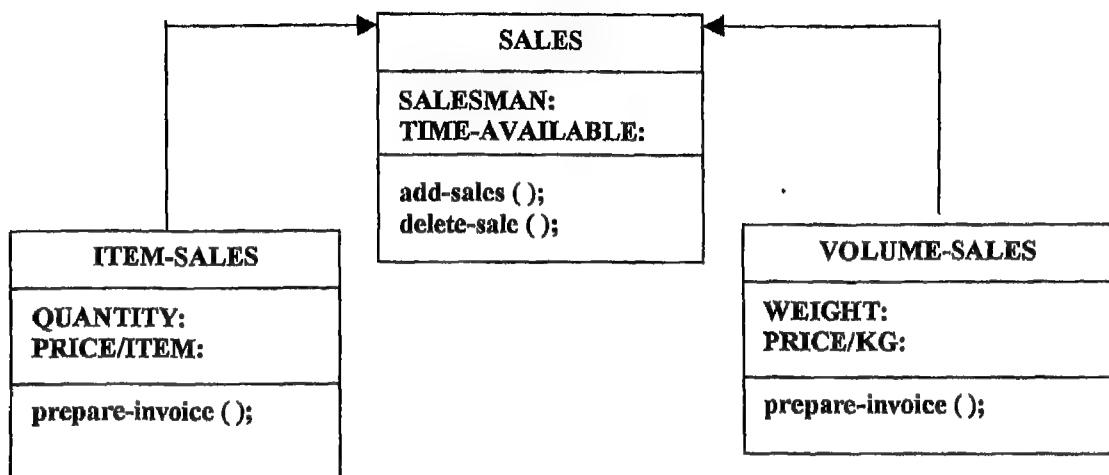 SALES
SALESMAN:
TIME-AVAILABLE:
add-sales ( );
delete-sale ( );
ITEM-SALES
QUANTITY:
PRICE/ITEM:
prepare-invoice ( );
VOLUME-SALES
WEIGHT:
PRICE/KG:
prepare-invoice ( );